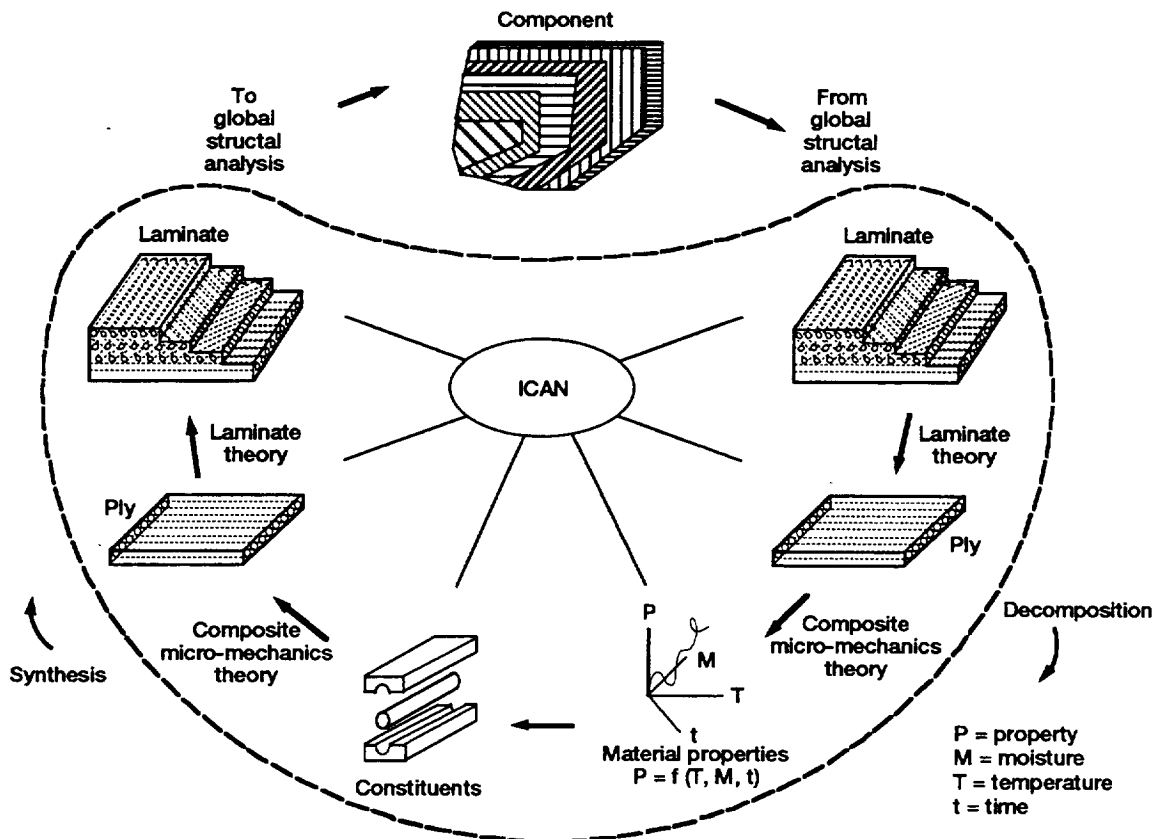 Component
To
global
structal
analysis
From
global
structal
analysis
Laminate
Laminate
ICAN
Laminate
theory
Laminate
theory
Ply
Ply
Composite
micro-mechanics
theory
Synthesis
Constituents
P
M
T
t
Material properties
P = f (T, M, t)
Composite
micro-mechanics
theory
Decomposition
P = property
M = moisture
T = temperature
t = time